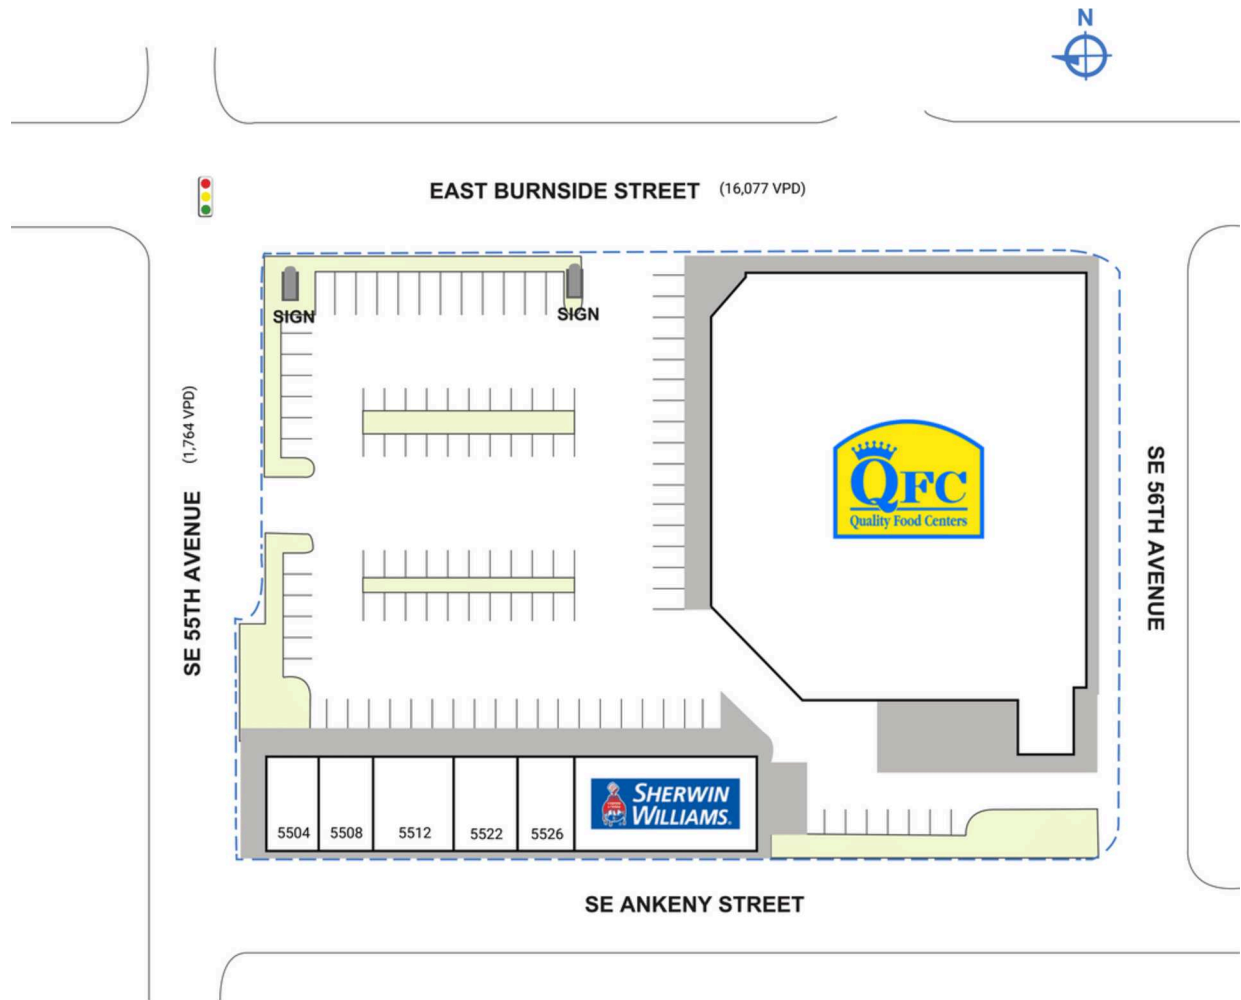 N
EAST BURNSIDE STREET (16,077 VPD)
SIGN
SIGN
SE 55TH AVENUE (1,764 VPD)
QFC
Quality Food Centers
SE 56TH AVENUE
SHERWIN
WILLIAMS.
5504 5508 5512 5522 5526
SE ANKENY STREET